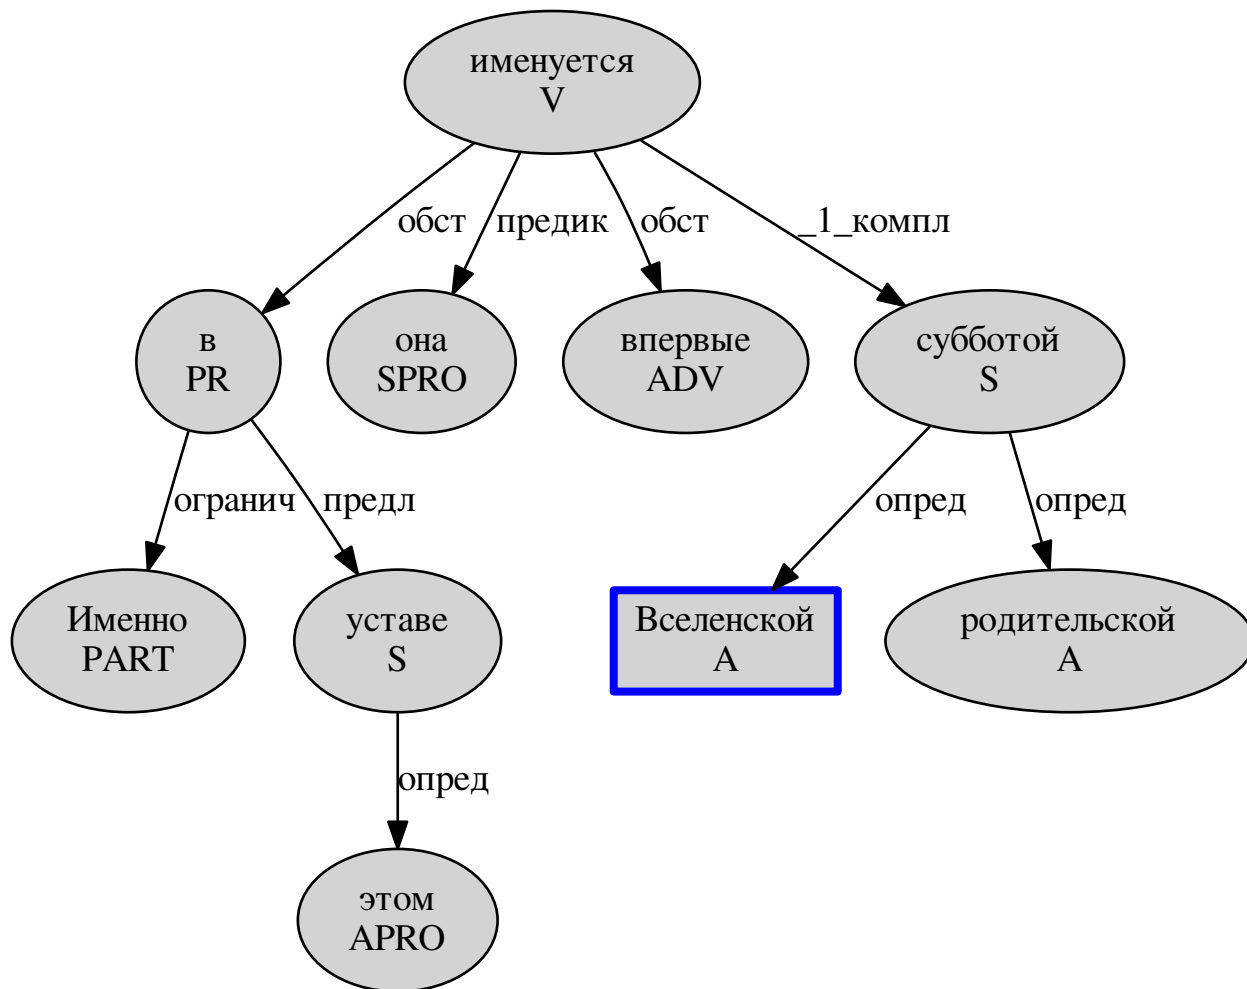 именуется
V
обст
предик
обст
_1_компл
в
PR
она
SPRO
впервые
ADV
субботой
S
огранич
предл
опред
опред
Именно
PART
уставе
S
Вселенской
A
родительской
A
опред
этом
APRO